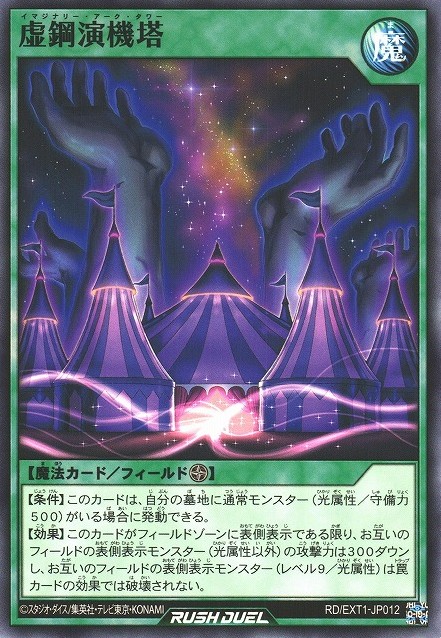 イマジナリー・アーク・タワー
虚鋼演機塔
魔
【魔法カード／フィールド】
【条件】このカードは、自分の墓地に通常モンスター（光属性／守備力
500）がいる場合に発動できる。
【効果】このカードがフィールドゾーンに表側表示である限り、お互いの
フィールドの表側表示モンスター（光属性以外）の攻撃力は300ダウン
し、お互いのフィールドの表側表示モンスター（レベル9／光属性）は罠
カードの効果では破壊されない。
©スタジオ・ダイス/集英社・テレビ東京・KONAMI
RUSH DUEL
RD/EXT1-JP012